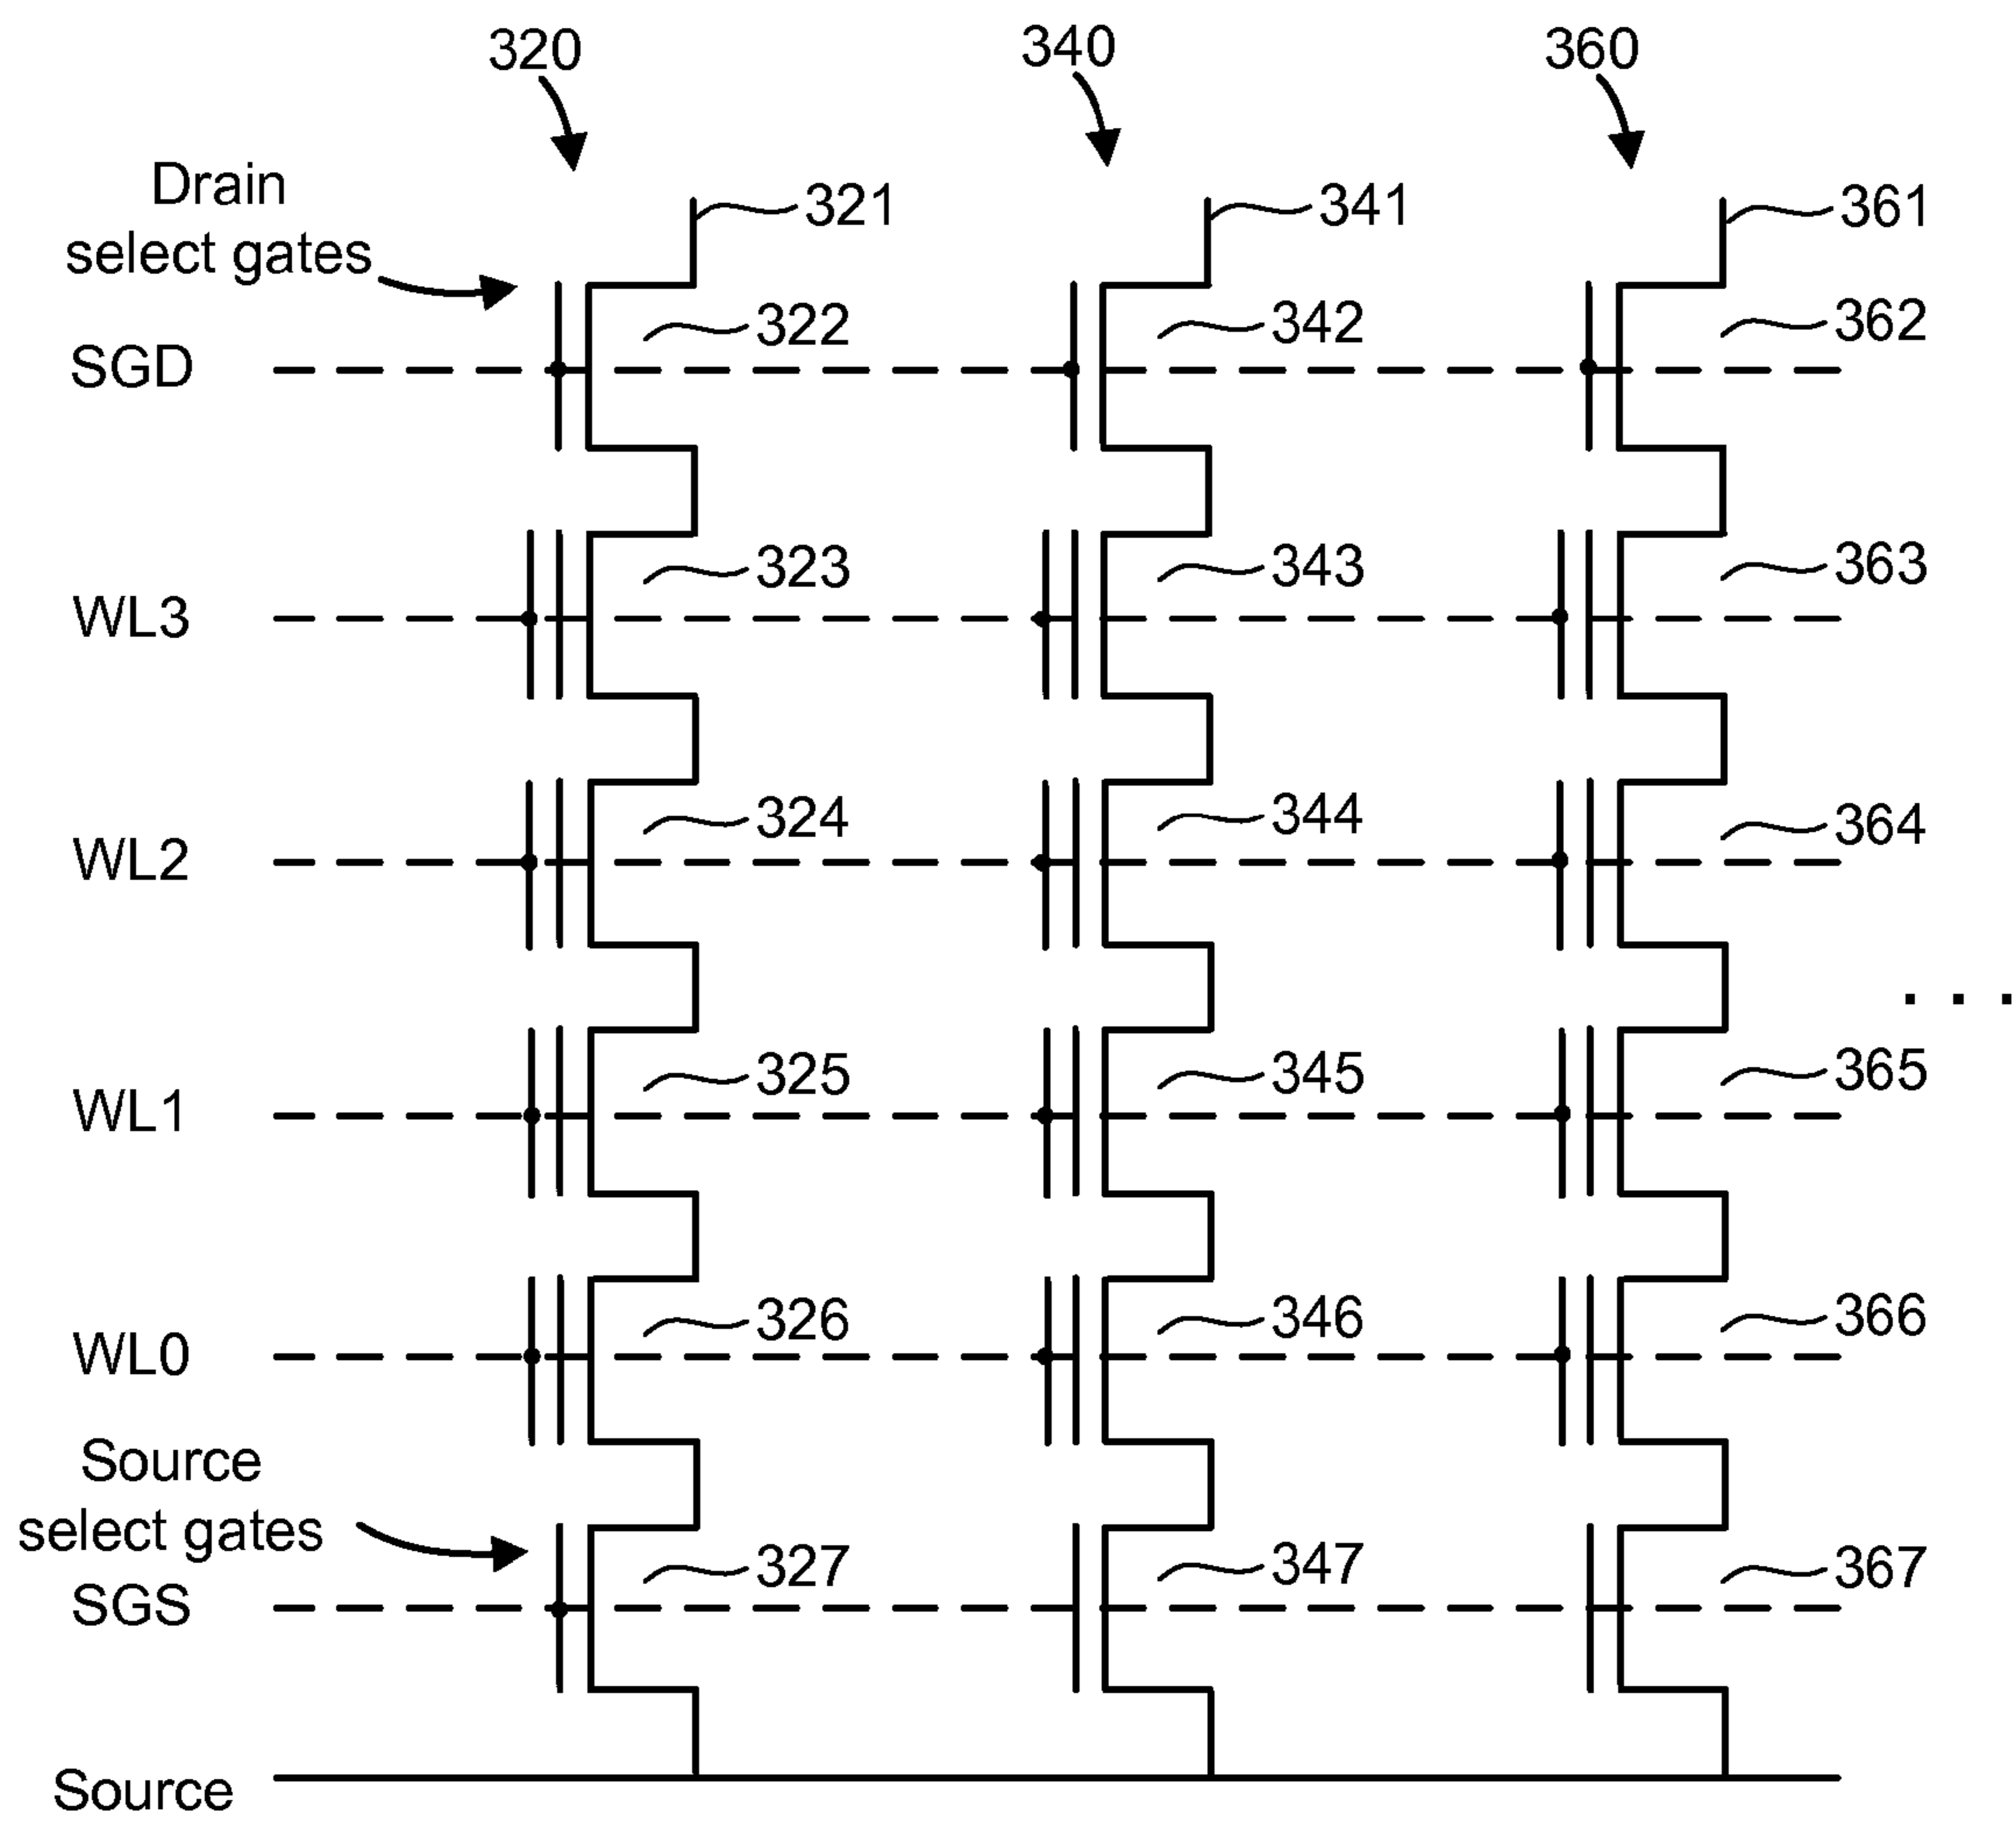 320 340 360
Drain
select gates
321 341 361
322 342 362
SGD
323 343 363
WL3
324 344 364
WL2
325 345 365
WL1
326 346 366
WL0
Source
select gates
327 347 367
SGS
. . .
Source